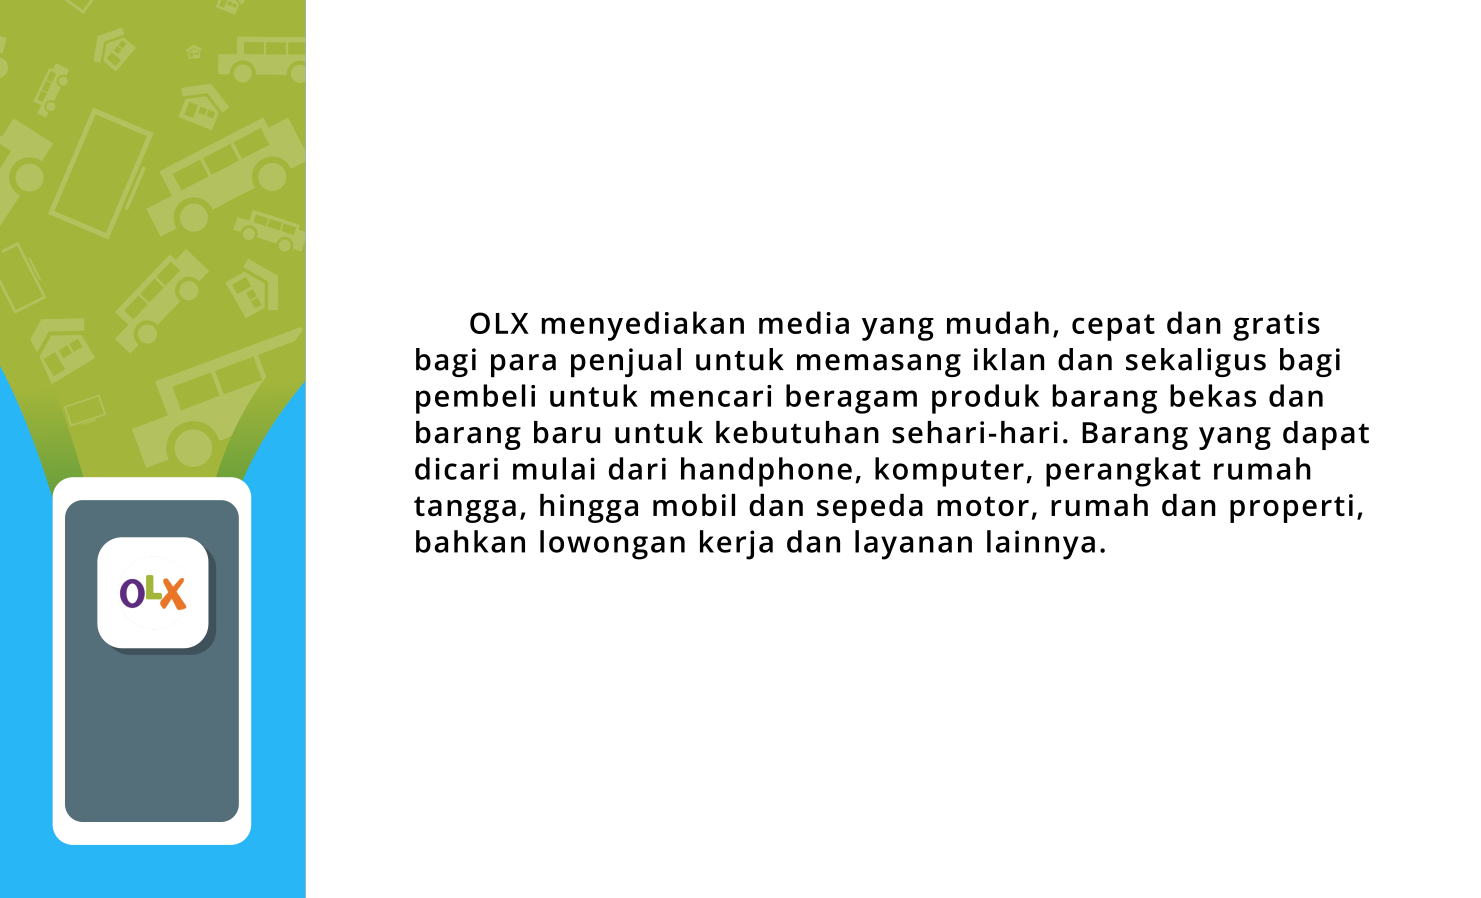 OLX menyediakan media yang mudah, cepat dan gratis
bagi para penjual untuk memasang iklan dan sekaligus bagi
pembeli untuk mencari beragam produk barang bekas dan
barang baru untuk kebutuhan sehari-hari. Barang yang dapat
dicari mulai dari handphone, komputer, perangkat rumah
tangga, hingga mobil dan sepeda motor, rumah dan properti,
bahkan lowongan kerja dan layanan lainnya.
OLX